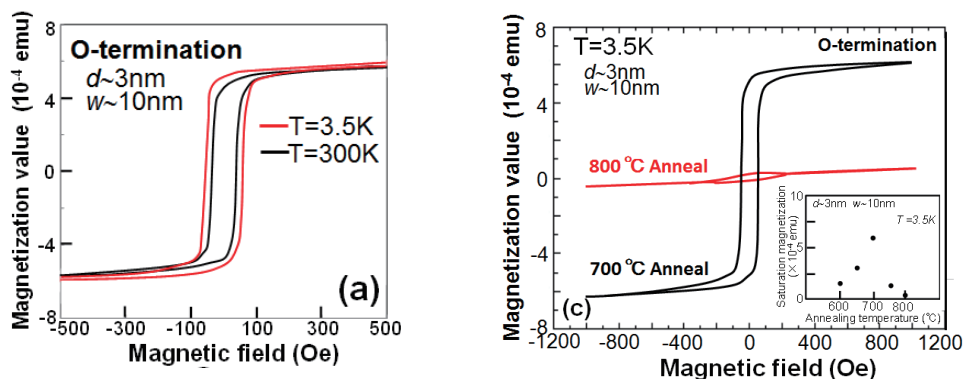 O-termination
d~3nm
w~10nm
T=3.5K
T=300K
(a)
8
4
0
-4
-8
-500
-100
100
500
Magnetization value (10-4 emu)
Magnetic field (Oe)
T=3.5K
O-termination
d~3nm
w~10nm
800 °C Anneal
700 °C Anneal
(c)
8
4
0
-4
-8
-1200
-800
-400
0
400
800
1200
Magnetization value (10-4 emu)
Magnetic field (Oe)
d~3nm w~10nm
T=3.5K
10
5
0
600
700
800
Saturation magnetization
(×10-4 emu)
Annealing temperature (°C)